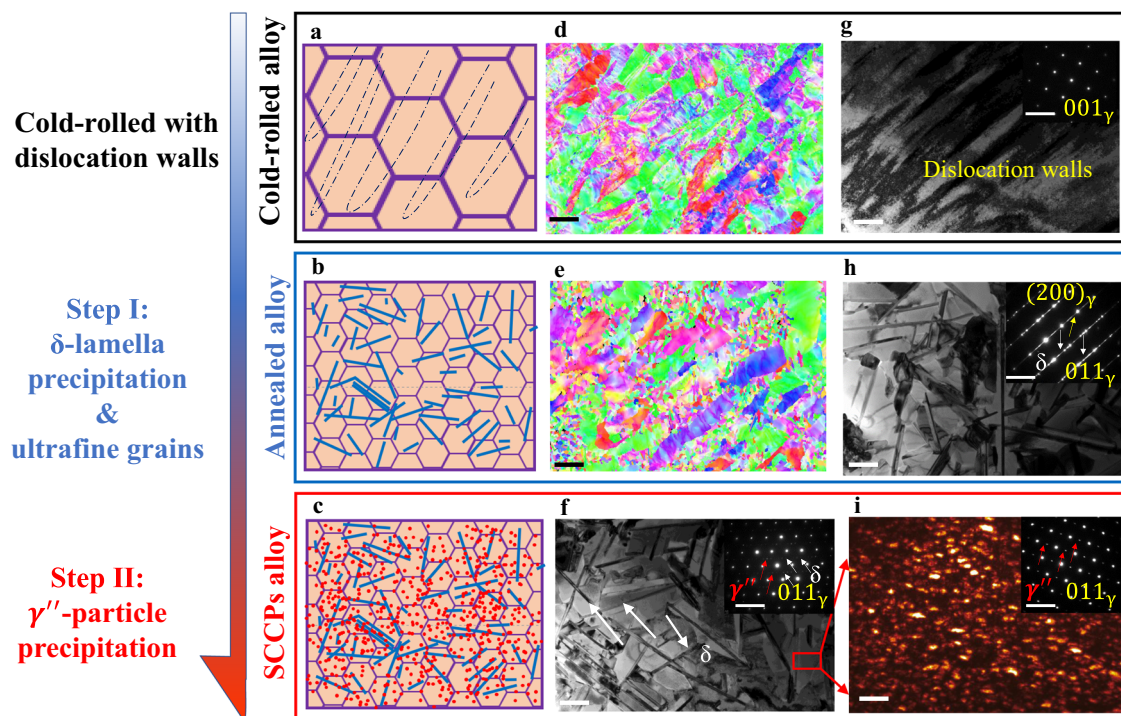 Cold-rolled with
dislocation walls
Step I:
δ-lamella
precipitation
&
ultrafine grains
Step II:
γ′′-particle
precipitation
Cold-rolled alloy
a
d
g
001γ
Dislocation walls
Annealed alloy
b
e
h
(200)γ
δ
011γ
SCCPs alloy
c
f
γ′′
δ
011γ
δ
i
γ′′
011γ